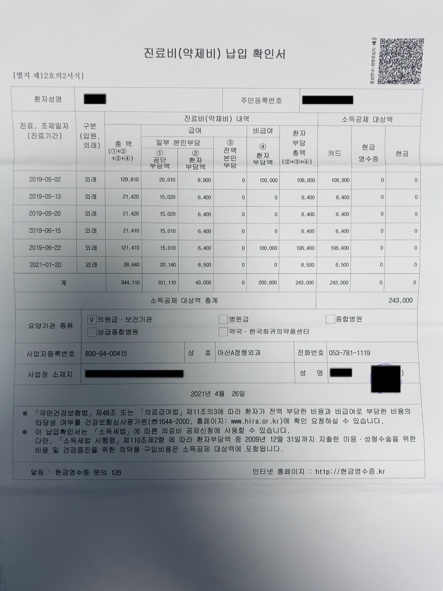 진료비(약제비) 납입 확인서
[별지 제12호의2서식]
환자성명 주민등록번호
진료, 조제일자 (진료기간) 구분 (입원, 외래) 진료비(약제비) 내역 소득공제 대상액
총 액 (①+② +③+④) 급여 비급여 환자 부담 총액 (②+③+④) 카드 현금 영수증 현금
일부 본인부담 ③ 전액 본인 부담 ④ 환자 부담액
① 공단 부담액 ② 환자 부담액
2019-05-02 외래 128,810 20,910 6,900 0 100,000 106,900 106,900 0 0
2019-05-13 외래 21,420 15,020 6,400 0 0 6,400 6,400 0 0
2019-05-20 외래 21,420 15,020 6,400 0 0 6,400 6,400 0 0
2019-06-15 외래 21,410 15,010 6,400 0 0 6,400 6,400 0 0
2019-06-22 외래 121,410 15,010 6,400 0 100,000 106,400 106,400 0 0
2021-01-20 외래 28,640 20,140 8,500 0 0 8,500 8,500 0 0
계 344,110 101,110 43,000 0 200,000 243,000 243,000 0 0
소득공제 대상액 총계 243,000
요양기관 종류 V 의원급·보건기관 병원급 종합병원
상급종합병원 약국·한국희귀의약품센터
사업자등록번호 800-94-00415 상 호 아산A정형외과 전화번호 053-781-1119
사업장 소재지 성 명
2021년 4월 26일
※ 「국민건강보험법」 제48조 또는 「의료급여법」 제11조의3에 따라 환자가 전액 부담한 비용과 비급여로 부담한 비용의
타당성 여부를 건강보험심사평가원(☎1644-2000, 홈페이지: www.hira.or.kr)에 확인 요청하실 수 있습니다.
※ 이 납입확인서는 「소득세법」에 따른 의료비 공제신청에 사용할 수 있습니다.
다만, 「소득세법 시행령」 제110조제2항 에 따라 환자부담액 중 2009년 12월 31일까지 지출한 미용·성형수술을 위한
비용 및 건강증진을 위한 의약품 구입비용은 소득공제 대상액에 포함됩니다.
알림 : 현금영수증 문의 126 인터넷 홈페이지 : http://현금영수증.kr